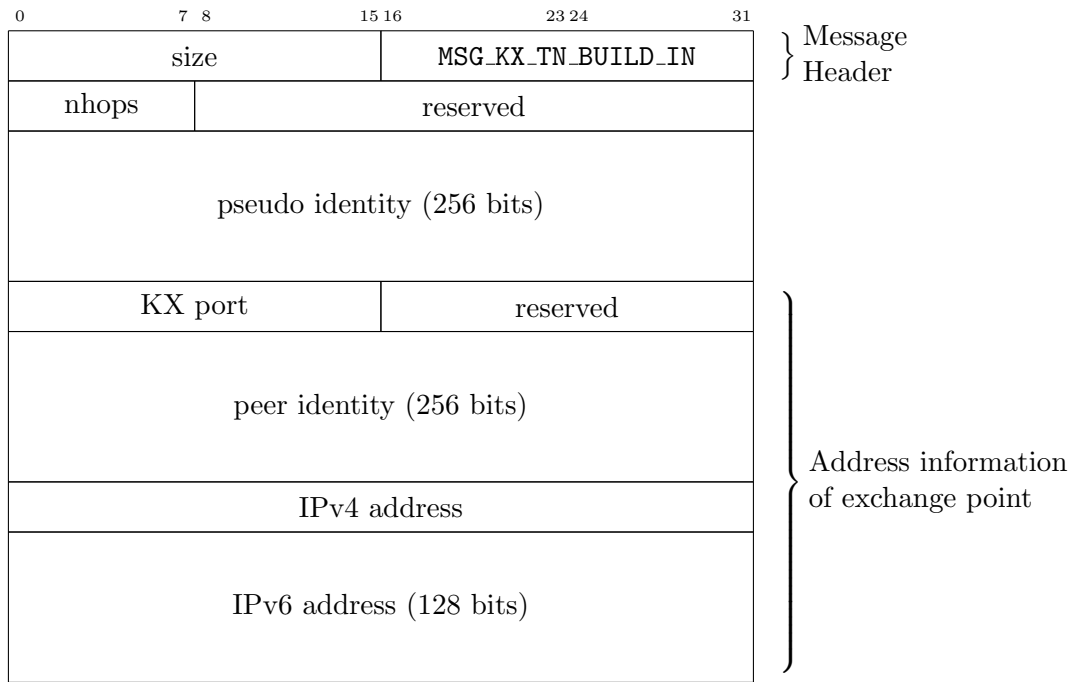 0 7 8 15 16 23 24 31
size MSG_KX_TN_BUILD_IN
Message
Header
nhops reserved
pseudo identity (256 bits)
KX port reserved
peer identity (256 bits)
Address information
of exchange point
IPv4 address
IPv6 address (128 bits)